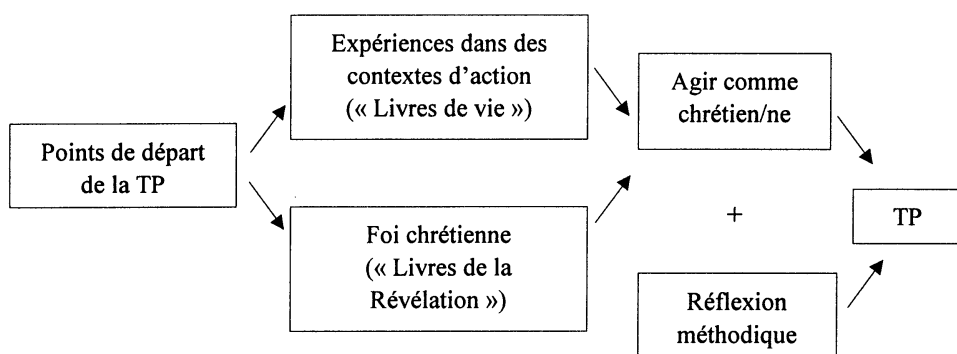 Points de départ
de la TP
Expériences dans des
contextes d’action
(« Livres de vie »)
Foi chrétienne
(« Livres de la
Révélation »)
Agir comme
chrétien/ne
+
Réflexion
méthodique
TP